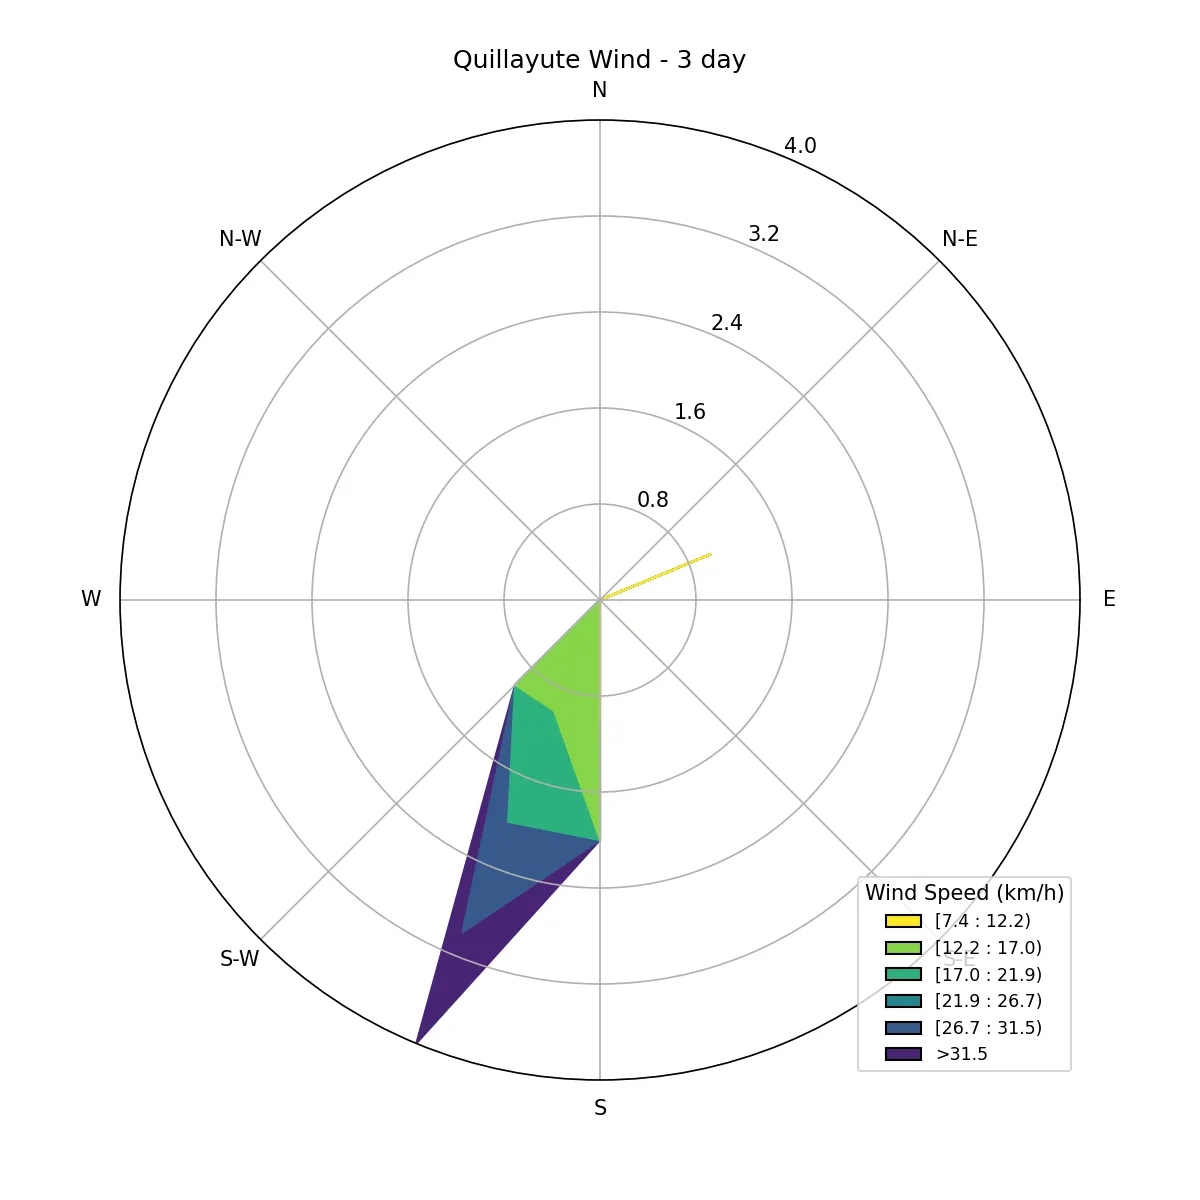 Quillayute Wind - 3 day
N
4.0
N-W
3.2
N-E
2.4
1.6
0.8
W
E
Wind Speed (km/h)
[7.4 : 12.2)
[12.2 : 17.0)
S-W
S-E
[17.0 : 21.9)
[21.9 : 26.7)
[26.7 : 31.5)
>31.5
S